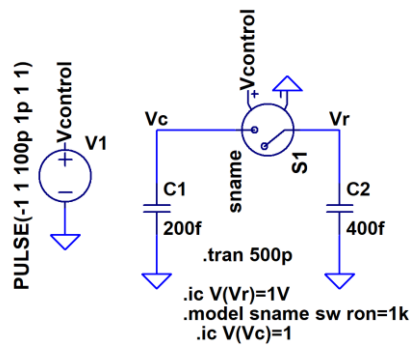 Vcontrol
Vc
Vr
Vcontrol
V1
PULSE(-1 1 100p 1p 1 1)
sname
S1
C1
200f
C2
400f
.tran 500p
.ic V(Vr)=1V
.model sname sw ron=1k
.ic V(Vc)=1